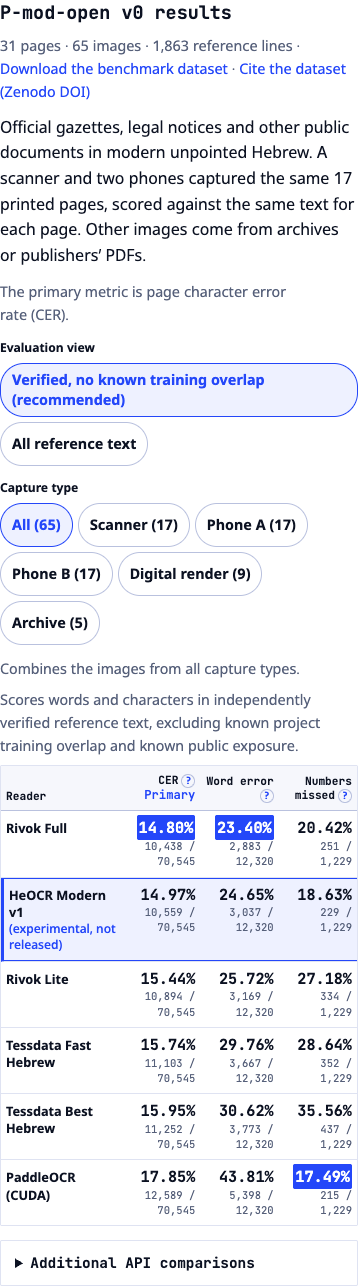 P-mod-open v0 results
31 pages · 65 images · 1,863 reference lines ·
Download the benchmark dataset · Cite the dataset
(Zenodo DOI)
Official gazettes, legal notices and other public
documents in modern unpointed Hebrew. A
scanner and two phones captured the same 17
printed pages, scored against the same text for
each page. Other images come from archives
or publishers’ PDFs.
The primary metric is page character error
rate (CER).
Evaluation view
Verified, no known training overlap
(recommended)
All reference text
Capture type
All (65) Scanner (17) Phone A (17)
Phone B (17) Digital render (9)
Archive (5)
Combines the images from all capture types.
Scores words and characters in independently
verified reference text, excluding known project
training overlap and known public exposure.
CER ? Word error Numbers
Reader Primary ? missed ?
Rivok Full 14.80% 23.40% 20.42%
10,438 / 2,883 / 251 /
70,545 12,320 1,229
HeOCR Modern 14.97% 24.65% 18.63%
v1 10,559 / 3,037 / 229 /
(experimental, not 70,545 12,320 1,229
released)
Rivok Lite 15.44% 25.72% 27.18%
10,894 / 3,169 / 334 /
70,545 12,320 1,229
Tessdata Fast 15.74% 29.76% 28.64%
Hebrew 11,103 / 3,667 / 352 /
70,545 12,320 1,229
Tessdata Best 15.95% 30.62% 35.56%
Hebrew 11,252 / 3,773 / 437 /
70,545 12,320 1,229
PaddleOCR 17.85% 43.81% 17.49%
(CUDA) 12,589 / 5,398 / 215 /
70,545 12,320 1,229
▶ Additional API comparisons